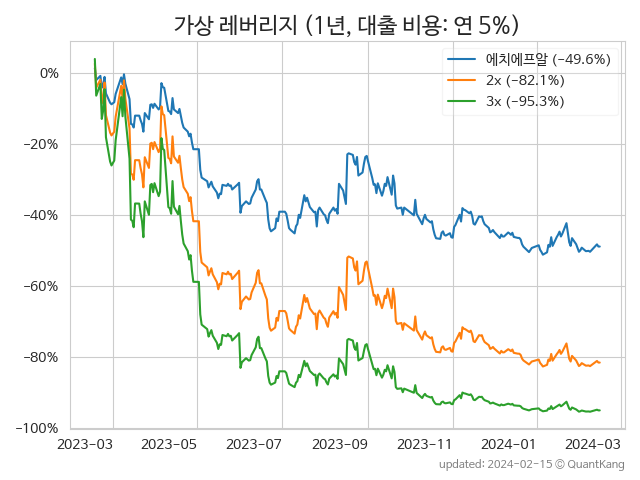 가상 레버리지 (1년, 대출 비용: 연 5%)
에치에프알 (−49.6%)
2x (−82.1%)
3x (−95.3%)
0%
−20%
−40%
−60%
−80%
−100%
2023-03 2023-05 2023-07 2023-09 2023-11 2024-01 2024-03
updated: 2024-02-15 © QuantKang